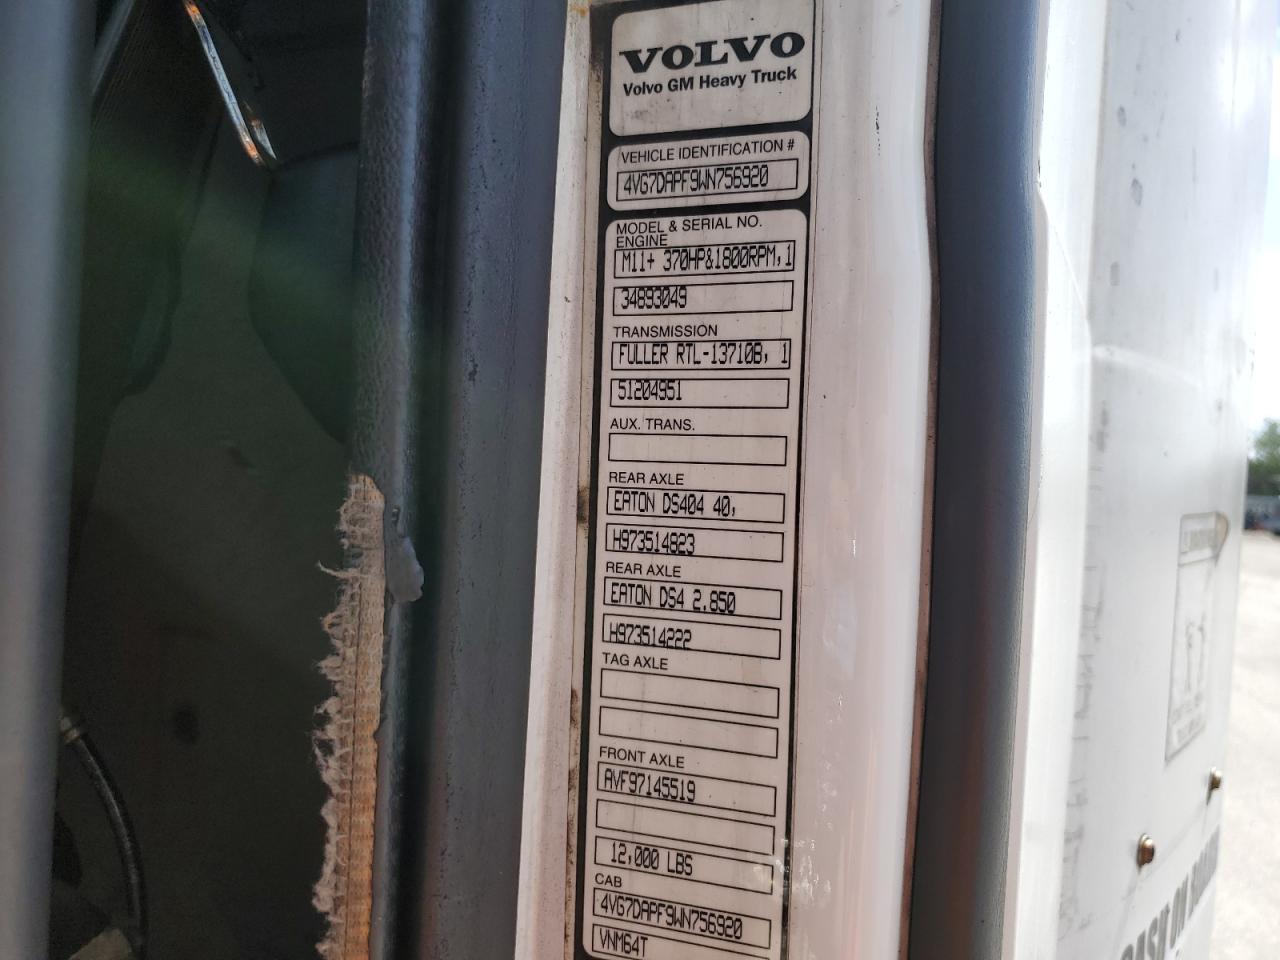 VOLVO
Volvo GM Heavy Truck
VEHICLE IDENTIFICATION #
4VG7DAPF9WN756920
MODEL & SERIAL NO.
ENGINE
M11+ 370HP&1800RPM,1
34893049
TRANSMISSION
FULLER RTL-13710B, 1
51204951
AUX. TRANS.
REAR AXLE
EATON DS404 40,
H973514823
REAR AXLE
EATON DS4 2.850
H973514222
TAG AXLE
FRONT AXLE
AVF97145519
12,000 LBS
CAB
4VG7DAPF9WN756920
VNM64T